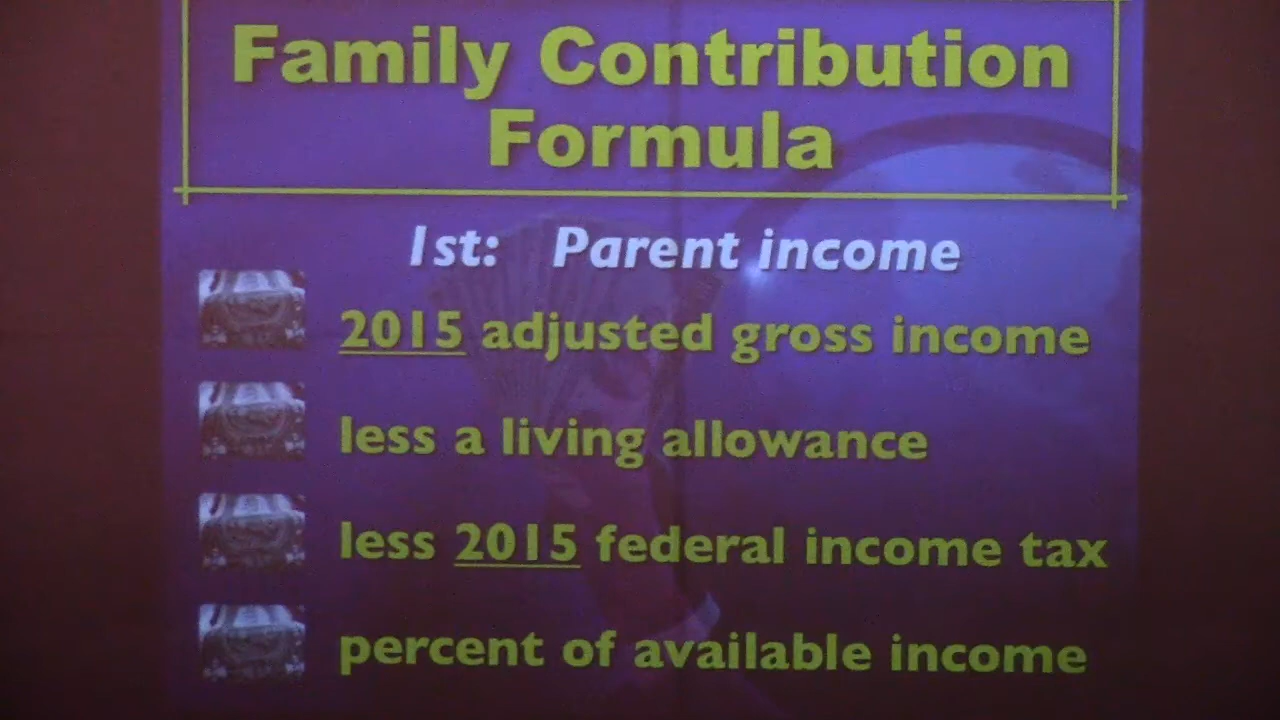 Family Contribution
Formula
1st: Parent income
2015 adjusted gross income
less a living allowance
less 2015 federal income tax
percent of available income